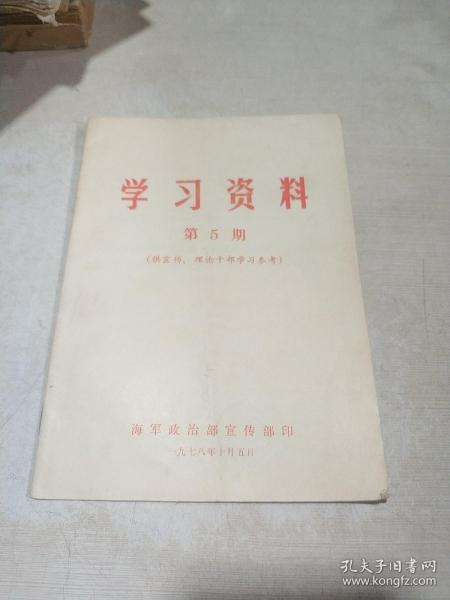 学习资料
第5期
(供宣传、理论干部学习参考)
海军政治部宣传部印
一九七八年十月五日
孔夫子旧书网
www.kongfz.com